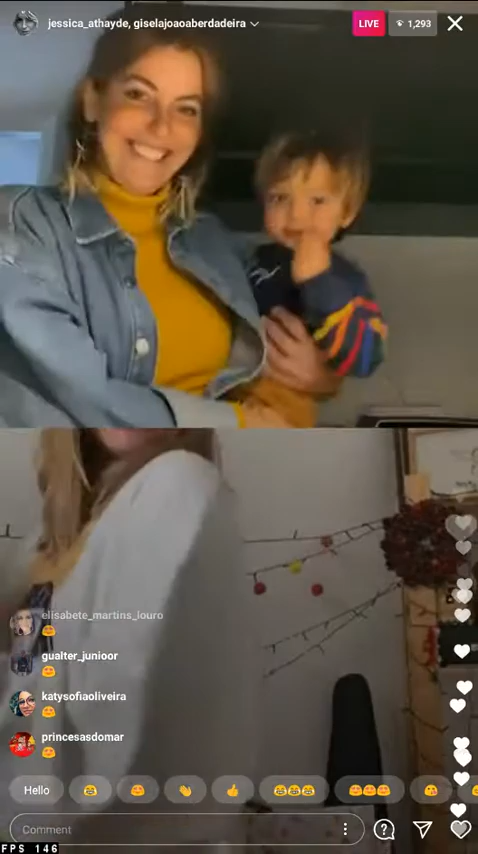 jessica_athayde, giselajoaoaberdadeira
LIVE
1,293
elisabete_martins_louro
gualter_junioor
katysofiaoliveira
princesasdomar
Hello
Comment
FPS 146